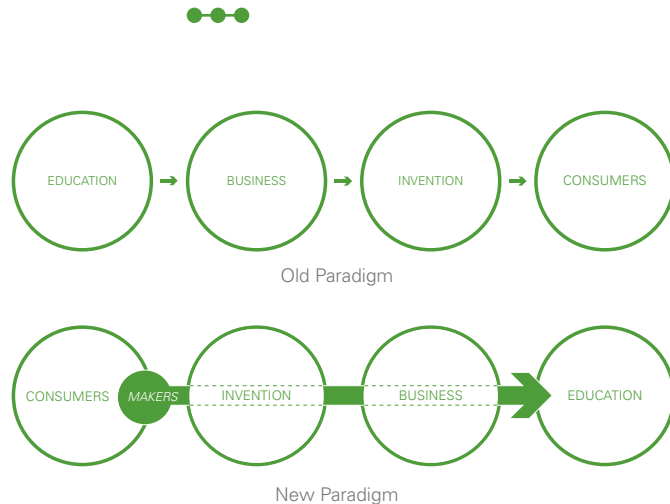 EDUCATION BUSINESS INVENTION CONSUMERS
Old Paradigm
CONSUMERS MAKERS INVENTION BUSINESS EDUCATION
New Paradigm